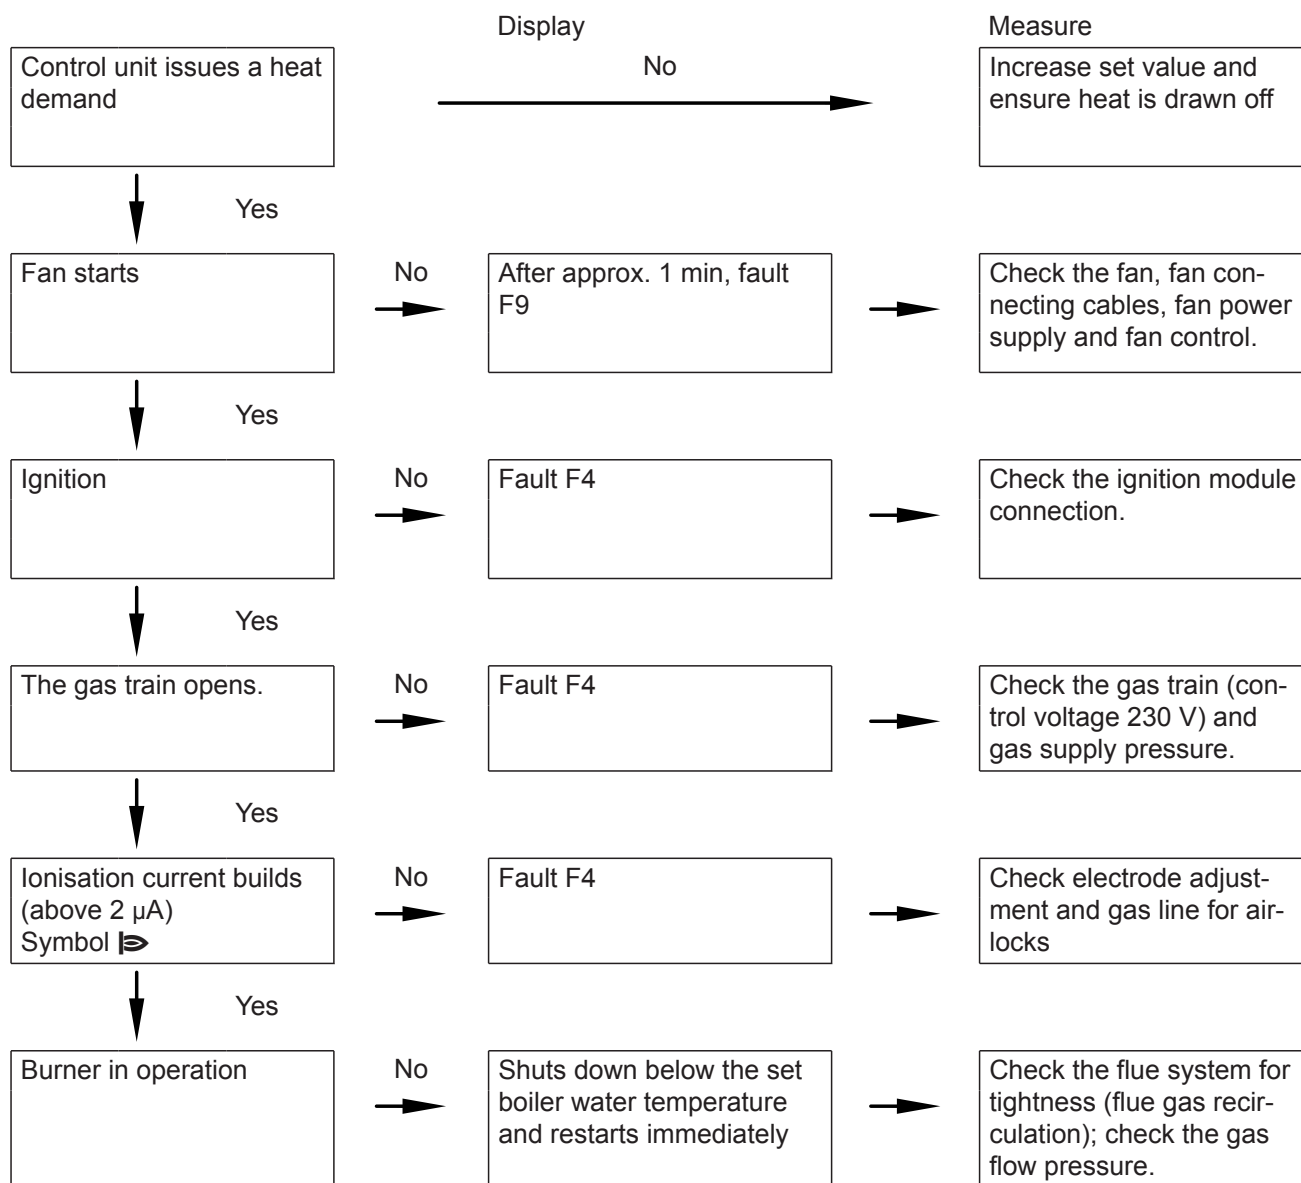 Display
Measure
Control unit issues a heat
demand
No
Increase set value and
ensure heat is drawn off
Yes
Fan starts
No
After approx. 1 min, fault
F9
Check the fan, fan con-
necting cables, fan power
supply and fan control.
Yes
Ignition
No
Fault F4
Check the ignition module
connection.
Yes
The gas train opens.
No
Fault F4
Check the gas train (con-
trol voltage 230 V) and
gas supply pressure.
Yes
Ionisation current builds
(above 2 µA)
Symbol
No
Fault F4
Check electrode adjust-
ment and gas line for air-
locks
Yes
Burner in operation
No
Shuts down below the set
boiler water temperature
and restarts immediately
Check the flue system for
tightness (flue gas recir-
culation); check the gas
flow pressure.